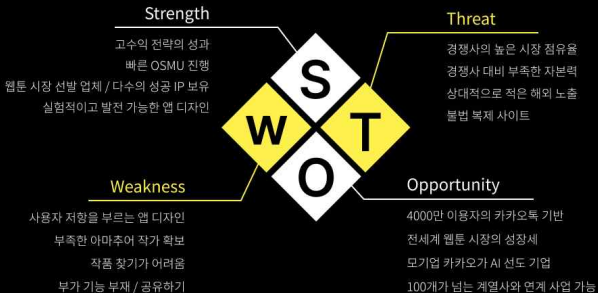 Strength
고수익 전략의 성과
빠른 OSMU 진행
웹툰 시장 선발 업체 / 다수의 성공 IP 보유
실험적이고 발전 가능한 앱 디자인
Threat
경쟁사의 높은 시장 점유율
경쟁사 대비 부족한 자본력
상대적으로 적은 해외 노출
불법 복제 사이트
S
W
T
O
Weakness
사용자 저항을 부르는 앱 디자인
부족한 아마추어 작가 확보
작품 찾기가 어려움
부가 기능 부재 / 공유하기
Opportunity
4000만 이용자의 카카오톡 기반
전세계 웹툰 시장의 성장세
모기업 카카오가 AI 선도 기업
100개가 넘는 계열사와 연계 사업 가능